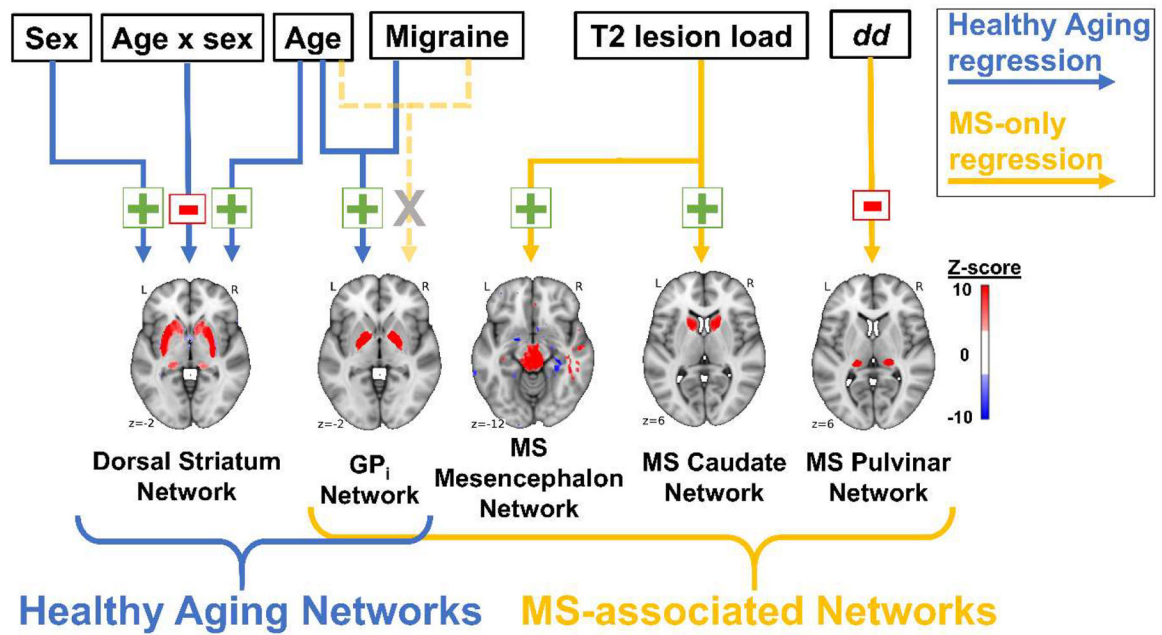 Sex
Age x sex
Age
Migraine
T2 lesion load
dd
Healthy Aging
regression
MS-only
regression
X
L
R
z=-2
L
R
z=-2
L
R
z=-12
L
R
z=6
L
R
z=6
Z-score
10
0
-10
Dorsal Striatum
Network
GPi
Network
MS
Mesencephalon
Network
MS Caudate
Network
MS Pulvinar
Network
Healthy Aging Networks
MS-associated Networks